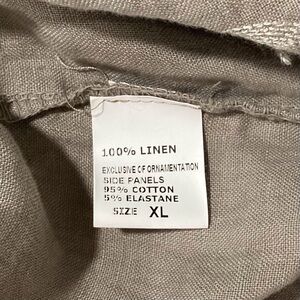 100% LINEN
EXCLUSIVE OF ORNAMENTATION
SIDE PANELS
95% COTTON
5% ELASTANE
SIZE XL